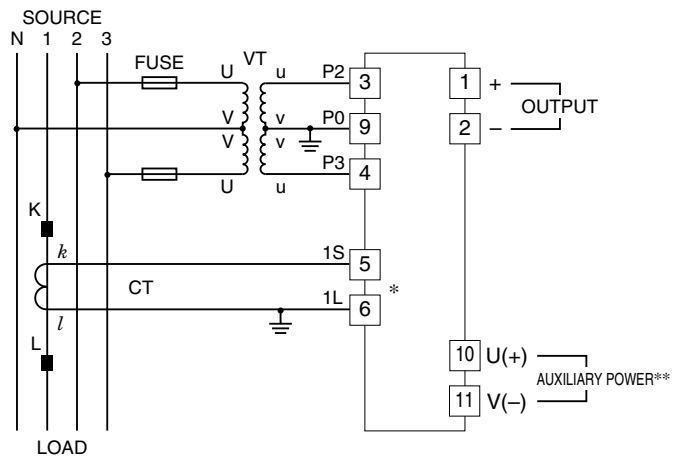 SOURCE
N 1 2 3
FUSE
VT
U
u
P2
3
1
+
OUTPUT
V
v
P0
9
2
–
V
v
P3
4
U
u
K
k
1S
5
CT
*
l
1L
6
L
10
U(+)
AUXILIARY POWER**
11
V(–)
LOAD